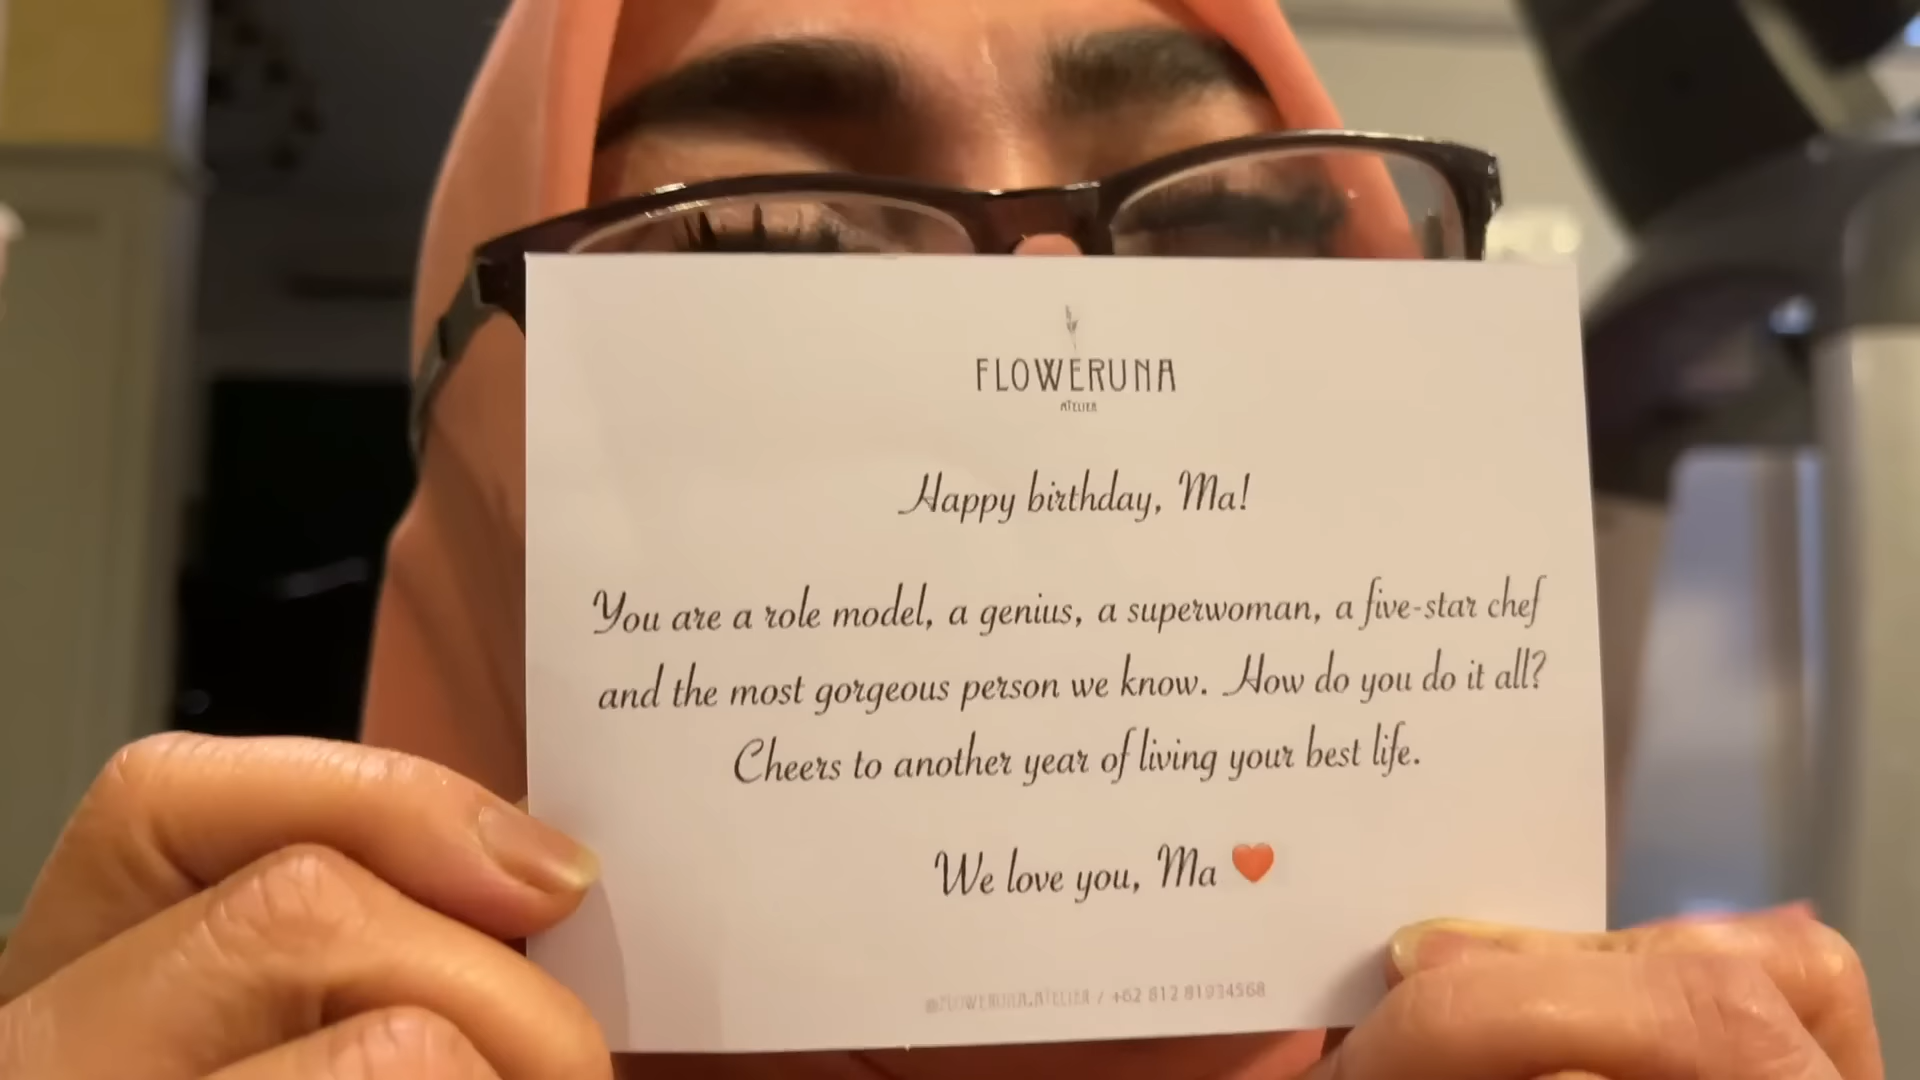 FLOWERUNA
ATELIER
Happy birthday, Ma!
You are a role model, a genius, a superwoman, a five-star chef
and the most gorgeous person we know. How do you do it all?
Cheers to another year of living your best life.
We love you, Ma ❤️
@FLOWERUNA.ATELIER / +62 812 81934568